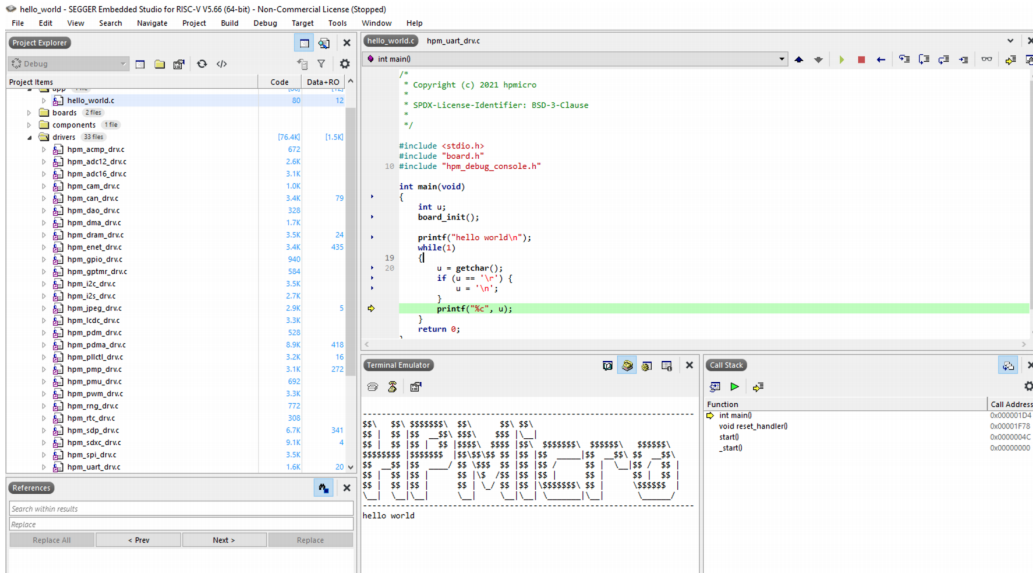 hello_world - SEGGER Embedded Studio for RISC-V V5.66 (64-bit) - Non-Commercial License (Stopped)
File Edit View Search Navigate Project Build Debug Target Tools Window Help
Project Explorer
Debug
Project Items Code Data+RO
hello_world.c 80 12
boards 2 files
components 1 file
drivers 33 files [76.4K] [1.5K]
hpm_acmp_drv.c 672
hpm_adc12_drv.c 2.6K
hpm_adc16_drv.c 3.1K
hpm_cam_drv.c 1.0K
hpm_can_drv.c 3.4K 79
hpm_dao_drv.c 328
hpm_dma_drv.c 1.7K
hpm_dram_drv.c 3.5K 24
hpm_enet_drv.c 3.4K 435
hpm_gpio_drv.c 940
hpm_gptmr_drv.c 584
hpm_i2c_drv.c 3.5K
hpm_i2s_drv.c 2.7K
hpm_jpeg_drv.c 2.9K 5
hpm_lcdc_drv.c 3.3K
hpm_pdm_drv.c 528
hpm_pdma_drv.c 8.9K 418
hpm_pllctl_drv.c 3.2K 16
hpm_pmp_drv.c 3.1K 272
hpm_pmu_drv.c 692
hpm_pwm_drv.c 3.3K
hpm_rng_drv.c 772
hpm_rtc_drv.c 308
hpm_sdp_drv.c 6.7K 341
hpm_sdxc_drv.c 9.1K 4
hpm_spi_drv.c 3.5K
hpm_uart_drv.c 1.6K 20
References
Search within results
Replace
Replace All < Prev Next > Replace
hello_world.c hpm_uart_drv.c
int main()
/*
* Copyright (c) 2021 hpmicro
*
* SPDX-License-Identifier: BSD-3-Clause
*
*/
#include <stdio.h>
#include "board.h"
10 #include "hpm_debug_console.h"
int main(void)
{
int u;
board_init();
printf("hello world\n");
while(1)
19 {
20 u = getchar();
if (u == '\r') {
u = '\n';
}
printf("%c", u);
}
return 0;
Terminal Emulator
hello world
Call Stack
Function Call Address
int main() 0x000001D4
void reset_handler() 0x00001F78
start() 0x0000004C
_start() 0x00000000